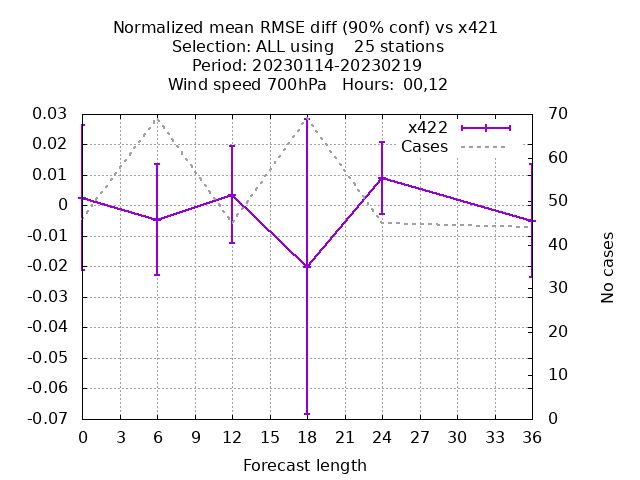 Normalized mean RMSE diff (90% conf) vs x421
Selection: ALL using    25 stations
Period: 20230114-20230219
Wind speed 700hPa   Hours:  00,12
x422
Cases
0.03
0.02
0.01
0
-0.01
-0.02
-0.03
-0.04
-0.05
-0.06
-0.07
70
60
50
40
30
20
10
0
No cases
0 3 6 9 12 15 18 21 24 27 30 33 36
Forecast length